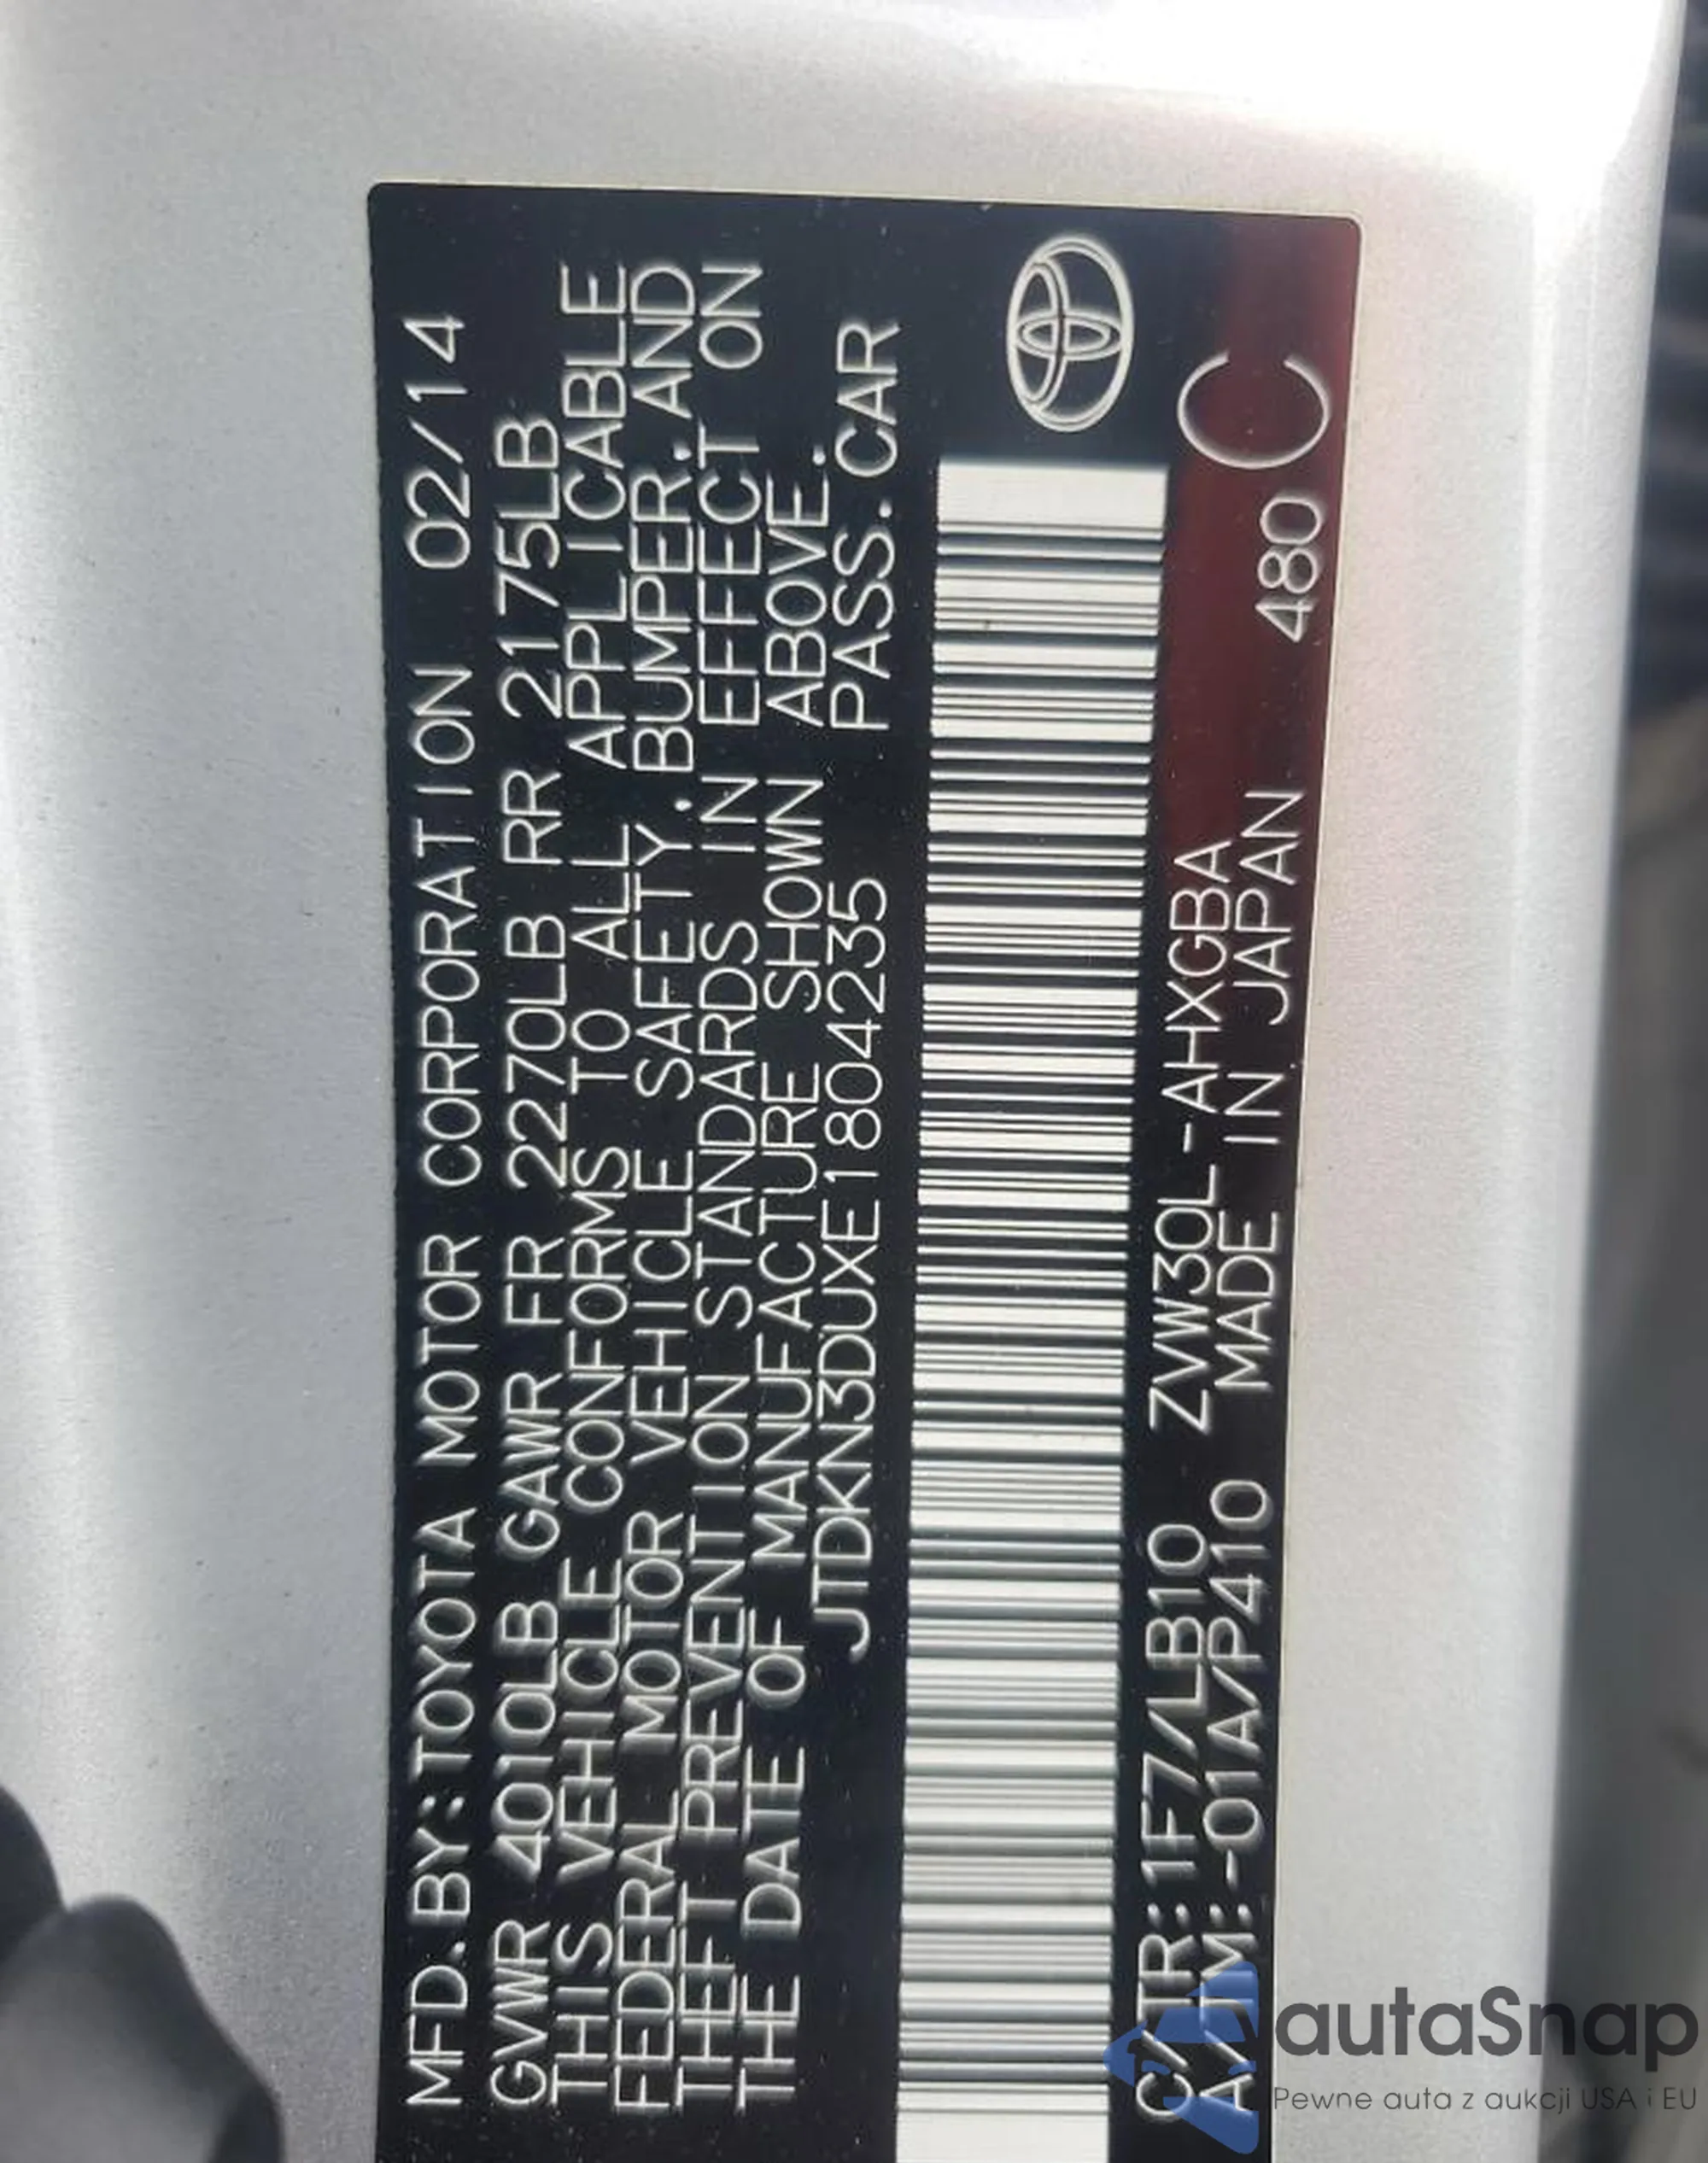 MFD.BY:TOYOTA MOTOR CORPORATION 02/14
GVWR 4010LB GAWR FR 2270LB RR 2175LB
THIS VEHICLE CONFORMS TO ALL APPLICABLE
FEDERAL MOTOR VEHICLE SAFETY.BUMPER.AND
THEFT PREVENTION STANDARDS IN EFFECT ON
THE DATE OF MANUFACTURE SHOWN ABOVE.
JTDKN3DUXE1804235 PASS.CAR
C/TR:1F7/LB10 ZVW30L-AHXGBA
A/TM:-01A/P410 MADE IN JAPAN 480 C
autaSnap
Pewne auta z aukcji USA i EU